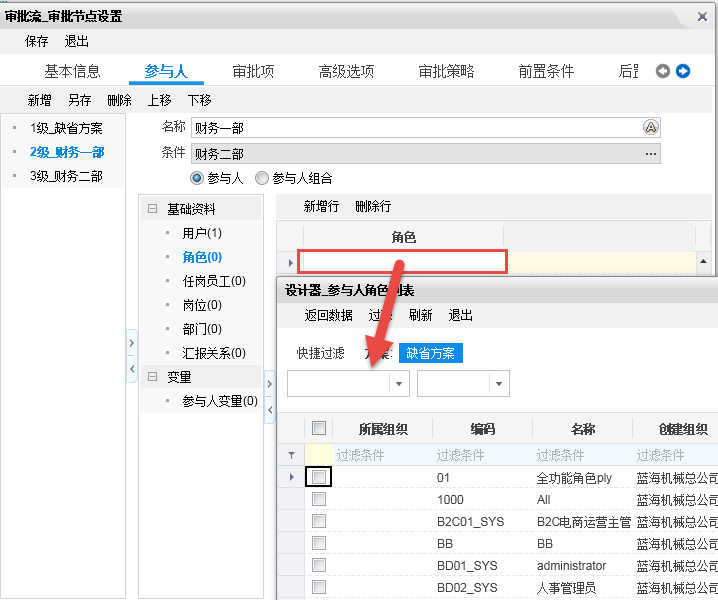 审批流_审批节点设置
保存 退出
基本信息 参与人 审批项 高级选项 审批策略 前置条件
新增 另存 删除 上移 下移
1级_缺省方案
2级_财务一部
3级_财务二部
名称 财务一部
条件 财务二部
参与人 参与人组合
基础资料
用户(1)
角色(0)
任岗员工(0)
岗位(0)
部门(0)
汇报关系(0)
变量
参与人变量(0)
新增行 删除行
角色
设计器_参与人角色列表
返回数据 过滤 刷新 退出
快捷过滤 方案: 缺省方案
所属组织 编码 名称 创建组织
过滤条件 过滤条件 过滤条件 过滤条件
01 全功能角色ply 蓝海机械总公司
1000 All 蓝海机械总公司
B2C01_SYS B2C电商运营主管 蓝海机械总公司
BB BB 蓝海机械总公司
BD01_SYS administrator 蓝海机械总公司
BD02_SYS 人事管理员 蓝海机械总公司